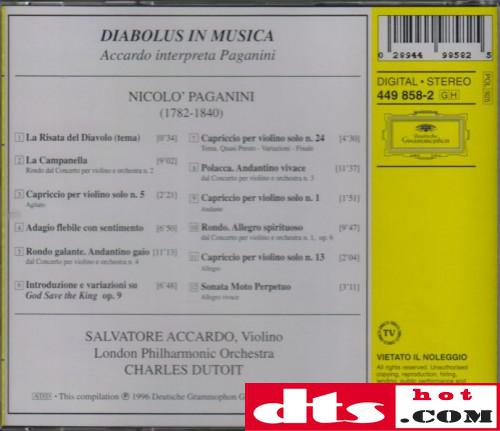 DIABOLUS IN MUSICA
Accardo interpreta Paganini
NICOLO' PAGANINI
(1782-1840)
1 La Risata del Diavolo (tema) [0'34]
2 La Campanella [9'02]
Rondo dal Concerto per violino e orchestra n. 2
3 Capriccio per violino solo n. 5 [2'21]
Agitato
4 Adagio flebile con sentimento [6'50]
5 Rondo galante. Andantino gaio [11'13]
dal Concerto per violino e orchestra n. 4
6 Introduzione e variazioni su [6'48]
God Save the King op. 9
7 Capriccio per violino solo n. 24 [4'30]
Tema. Quasi Presto - Variazioni - Finale
8 Polacca. Andantino vivace [11'37]
dal Concerto per violino e orchestra n. 3
9 Capriccio per violino solo n. 1 [1'51]
Andante
10 Rondo. Allegro spirituoso [9'47]
dal Concerto per violino e orchestra n. 1, op. 6
11 Capriccio per violino solo n. 13 [2'04]
Allegro
12 Sonata Moto Perpetuo [3'11]
Allegro vivace
SALVATORE ACCARDO, Violino
London Philharmonic Orchestra
CHARLES DUTOIT
ADD • This compilation ℗ 1996 Deutsche Grammophon G
0 28944 98582 5
DIGITAL • STEREO
449 858-2 GH
POL 925
Deutsche
Grammophon
TV
VIETATO IL NOLEGGIO
All rights reserved. Unauthorised
copying, reproduction, hiring,
lending, public performance and
dts hot
.COM